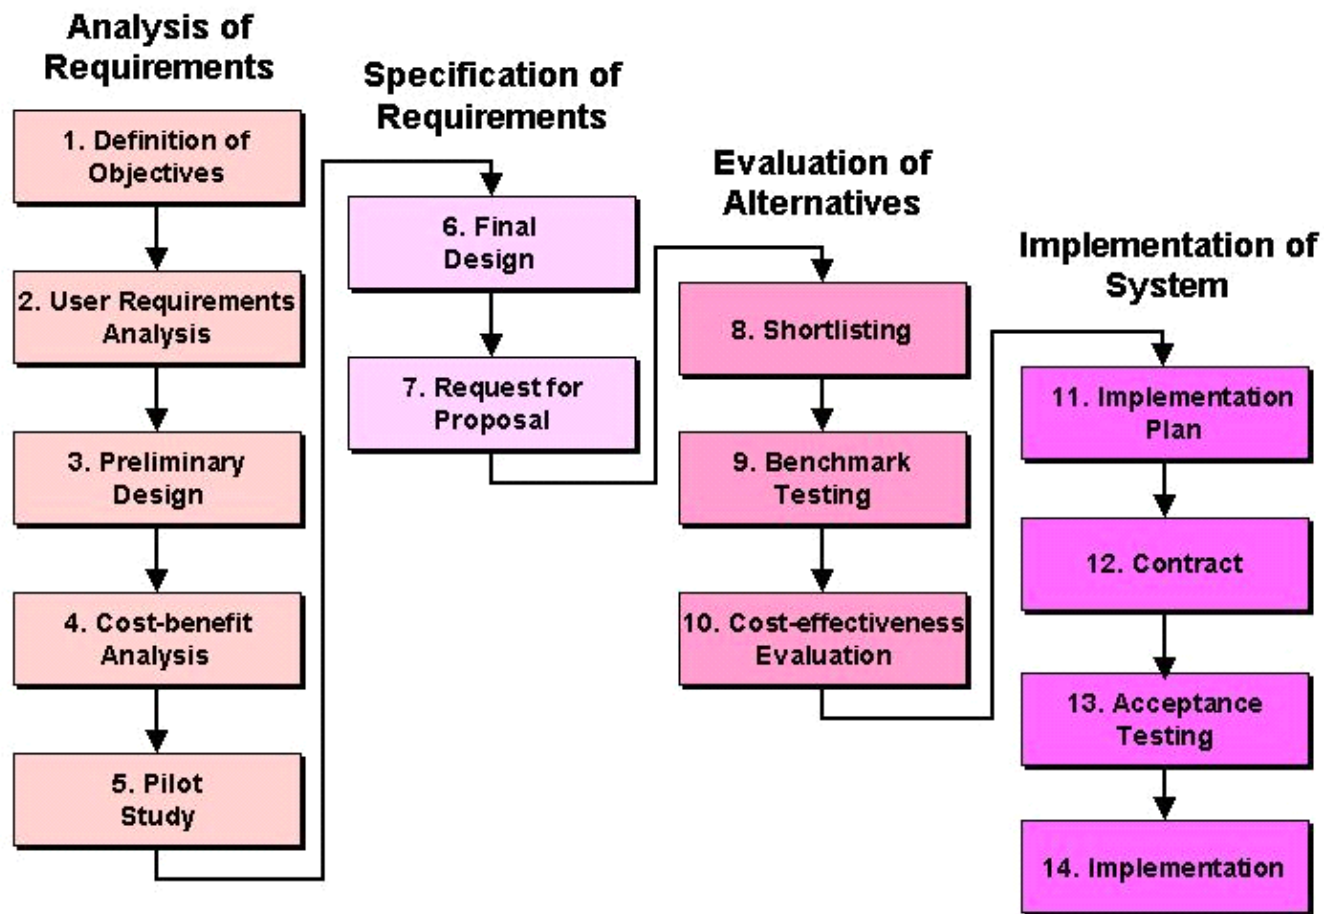 Analysis of
Requirements
1. Definition of
Objectives
2. User Requirements
Analysis
3. Preliminary
Design
4. Cost-benefit
Analysis
5. Pilot
Study
Specification of
Requirements
6. Final
Design
7. Request for
Proposal
Evaluation of
Alternatives
8. Shortlisting
9. Benchmark
Testing
10. Cost-effectiveness
Evaluation
Implementation of
System
11. Implementation
Plan
12. Contract
13. Acceptance
Testing
14. Implementation